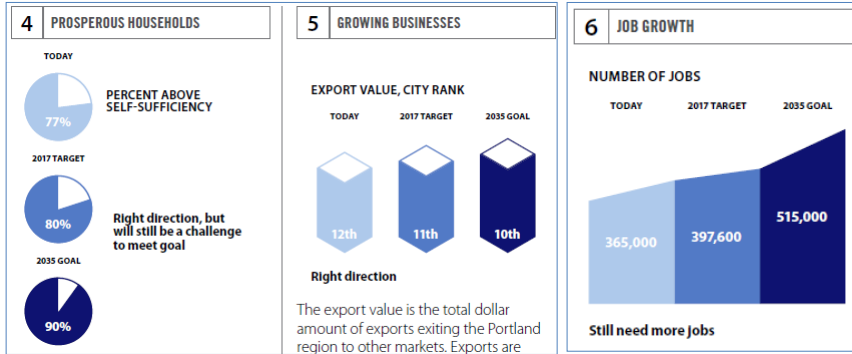 4 PROSPEROUS HOUSEHOLDS
TODAY
77%
PERCENT ABOVE
SELF-SUFFICIENCY
2017 TARGET
80%
Right direction, but
will still be a challenge
to meet goal
2035 GOAL
90%
5 GROWING BUSINESSES
EXPORT VALUE, CITY RANK
TODAY 2017 TARGET 2035 GOAL
12th 11th 10th
Right direction
The export value is the total dollar
amount of exports exiting the Portland
region to other markets. Exports are
6 JOB GROWTH
NUMBER OF JOBS
TODAY 2017 TARGET 2035 GOAL
365,000 397,600 515,000
Still need more jobs